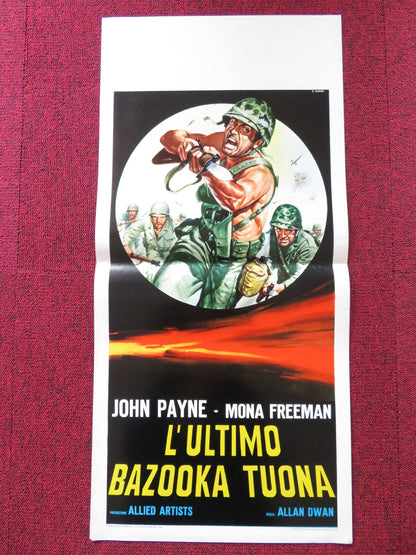 JOHN PAYNE - MONA FREEMAN
L'ULTIMO
BAZOOKA TUONA
PRODUZIONE ALLIED ARTISTS REGIA: ALLAN DWAN